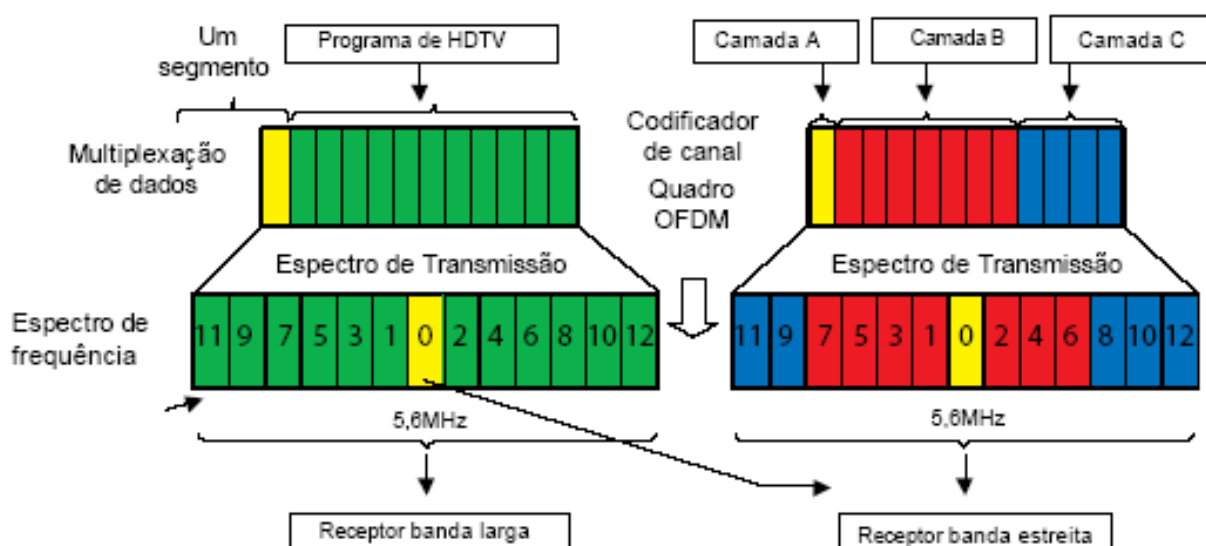 Um
segmento
Programa de HDTV
Camada A
Camada B
Camada C
Multiplexação
de dados
Codificador
de canal
Quadro
OFDM
Espectro de Transmissão
Espectro de Transmissão
Espectro de
frequência
11 9 7 5 3 1 0 2 4 6 8 10 12
11 9 7 5 3 1 0 2 4 6 8 10 12
5,6MHz
5,6MHz
Receptor banda larga
Receptor banda estreita